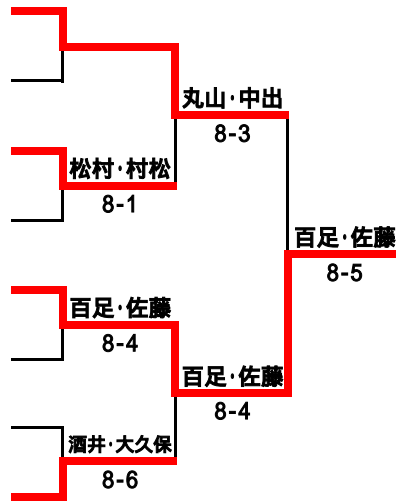 丸山・中出
8-3
松村・村松
8-1
百足・佐藤
8-5
百足・佐藤
8-4
百足・佐藤
8-4
酒井・大久保
8-6